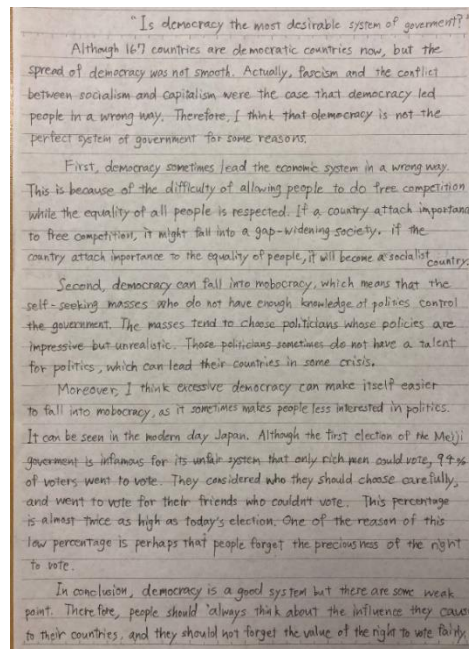 "Is democracy the most desirable system of goverment?"
Although 167 countries are democratic countries now, but the
spread of democracy was not smooth. Actually, fascism and the conflict
between socialism and capitalism were the case that democracy led
people in a wrong way. Therefore, I think that democracy is not the
perfect system of government for some reasons.
First, democracy sometimes lead the economic system in a wrong way.
This is because of the difficulty of allowing people to do free competition
while the equality of all people is respected. If a country attach importanc
to free competition, it might fall into a gap-widening society. if the
country attach importance to the equality of people, it will become a socialist country.
Second, democracy can fall into mobocracy, which means that the
self-seeking masses who do not have enough knowledge of politics control
the government. The masses tend to choose politicians whose policies are
impressive but unrealistic. Those politicians sometimes do not have a talent
for politics, which can lead their countries in some crisis.
Moreover, I think excessive democracy can make itself easier
to fall into mobocracy, as it sometimes makes people less interested in politics.
It can be seen in the modern day Japan. Although the first election of the Meiji
goverment is infamous for its unfair system that only rich men could vote, 94%
of voters went to vote. They considered who they should choose carefully,
and went to vote for their friends who couldn't vote. This percentage
is almost twice as high as today's election. One of the reason of this
low percentage is perhaps that people forget the preciousness of the right
to vote.
In conclusion, democracy is a good system but there are some weak
point. Therefore, people should always think about the influence they caus
to their countries, and they should not forget the value of the right to vote fairly.